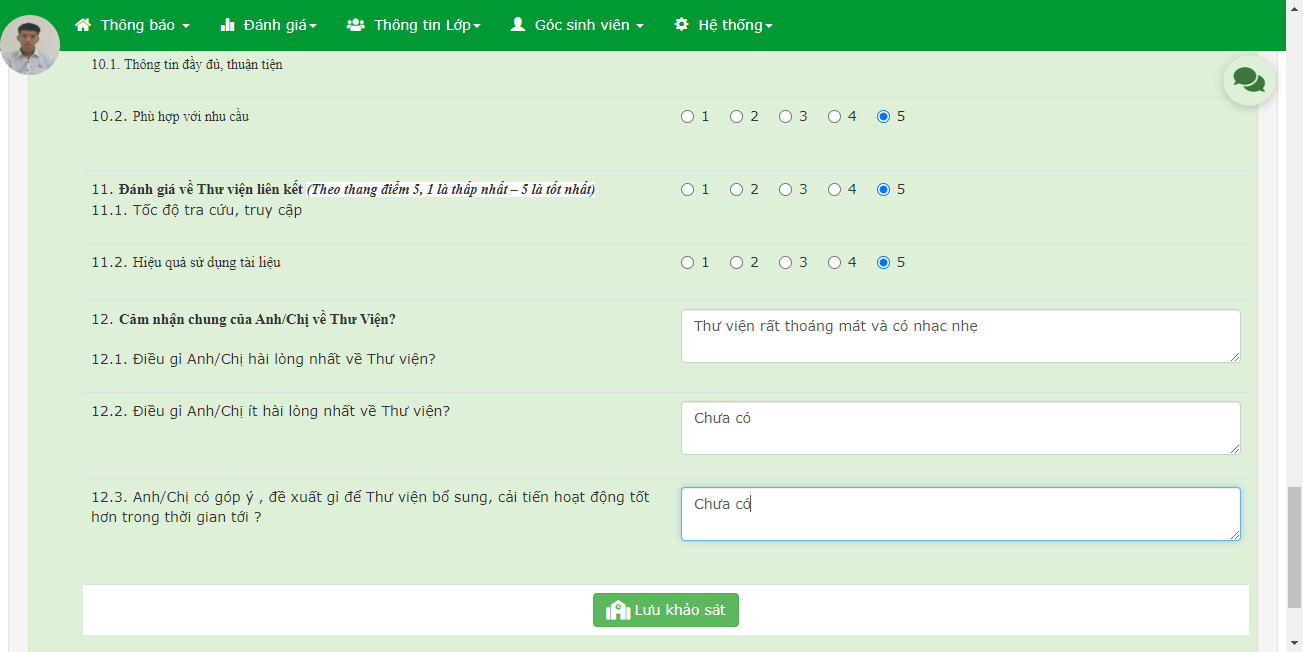 Thông báo Đánh giá Thông tin Lớp Góc sinh viên Hệ thống
10.1. Thông tin đầy đủ, thuận tiện
10.2. Phù hợp với nhu cầu 1 2 3 4 5
11. Đánh giá về Thư viện liên kết (Theo thang điểm 5, 1 là thấp nhất – 5 là tốt nhất) 1 2 3 4 5
11.1. Tốc độ tra cứu, truy cập
11.2. Hiệu quả sử dụng tài liệu 1 2 3 4 5
12. Cảm nhận chung của Anh/Chị về Thư Viện?
Thư viện rất thoáng mát và có nhạc nhẹ
12.1. Điều gì Anh/Chị hài lòng nhất về Thư viện?
12.2. Điều gì Anh/Chị ít hài lòng nhất về Thư viện?
Chưa có
12.3. Anh/Chị có góp ý , đề xuất gì để Thư viện bổ sung, cải tiến hoạt động tốt
hơn trong thời gian tới ?
Chưa có
Lưu khảo sát